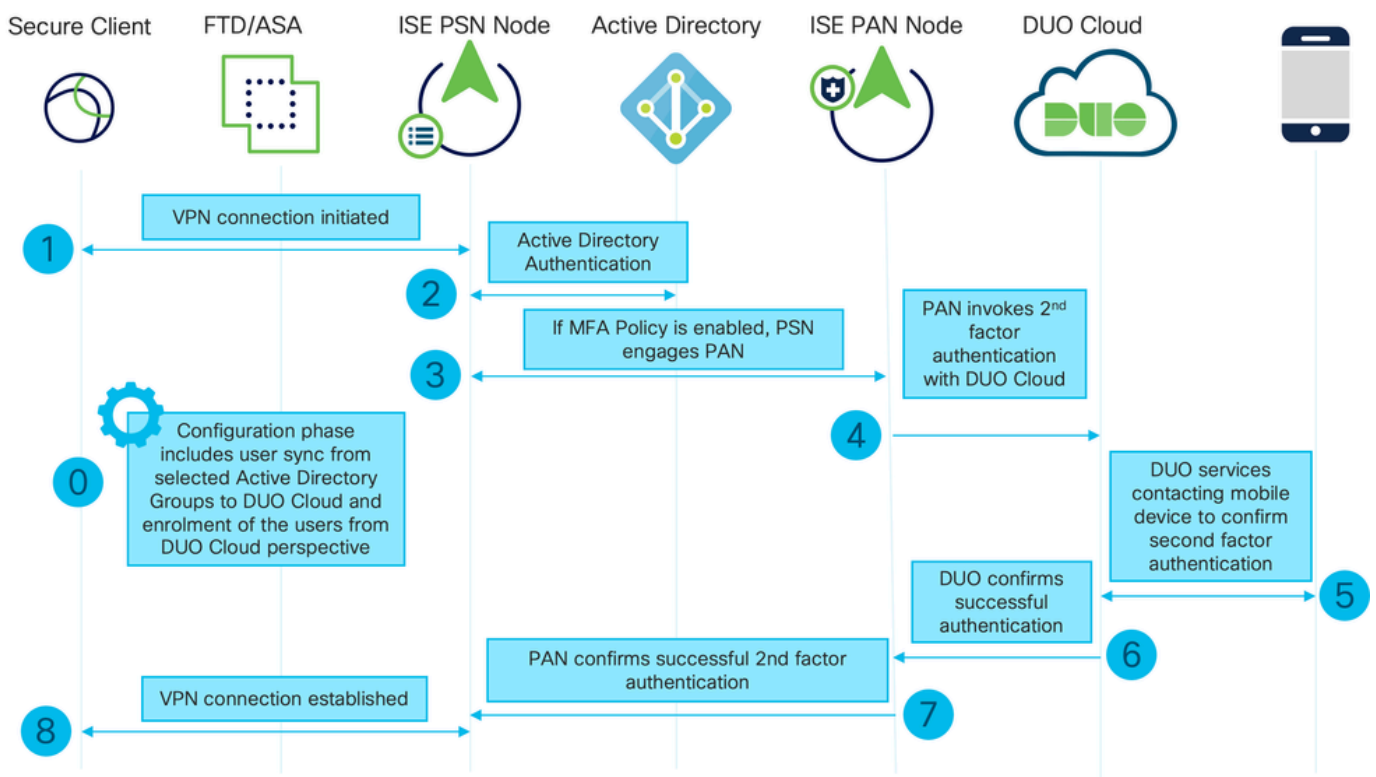 Secure Client
FTD/ASA
ISE PSN Node
Active Directory
ISE PAN Node
DUO Cloud
DUO
VPN connection initiated
1
Active Directory
Authentication
2
If MFA Policy is enabled, PSN
engages PAN
3
PAN invokes 2nd
factor
authentication
with DUO Cloud
4
0
Configuration phase
includes user sync from
selected Active Directory
Groups to DUO Cloud and
enrolment of the users from
DUO Cloud perspective
DUO services
contacting mobile
device to confirm
second factor
authentication
5
DUO confirms
successful
authentication
6
PAN confirms successful 2nd factor
authentication
7
VPN connection established
8